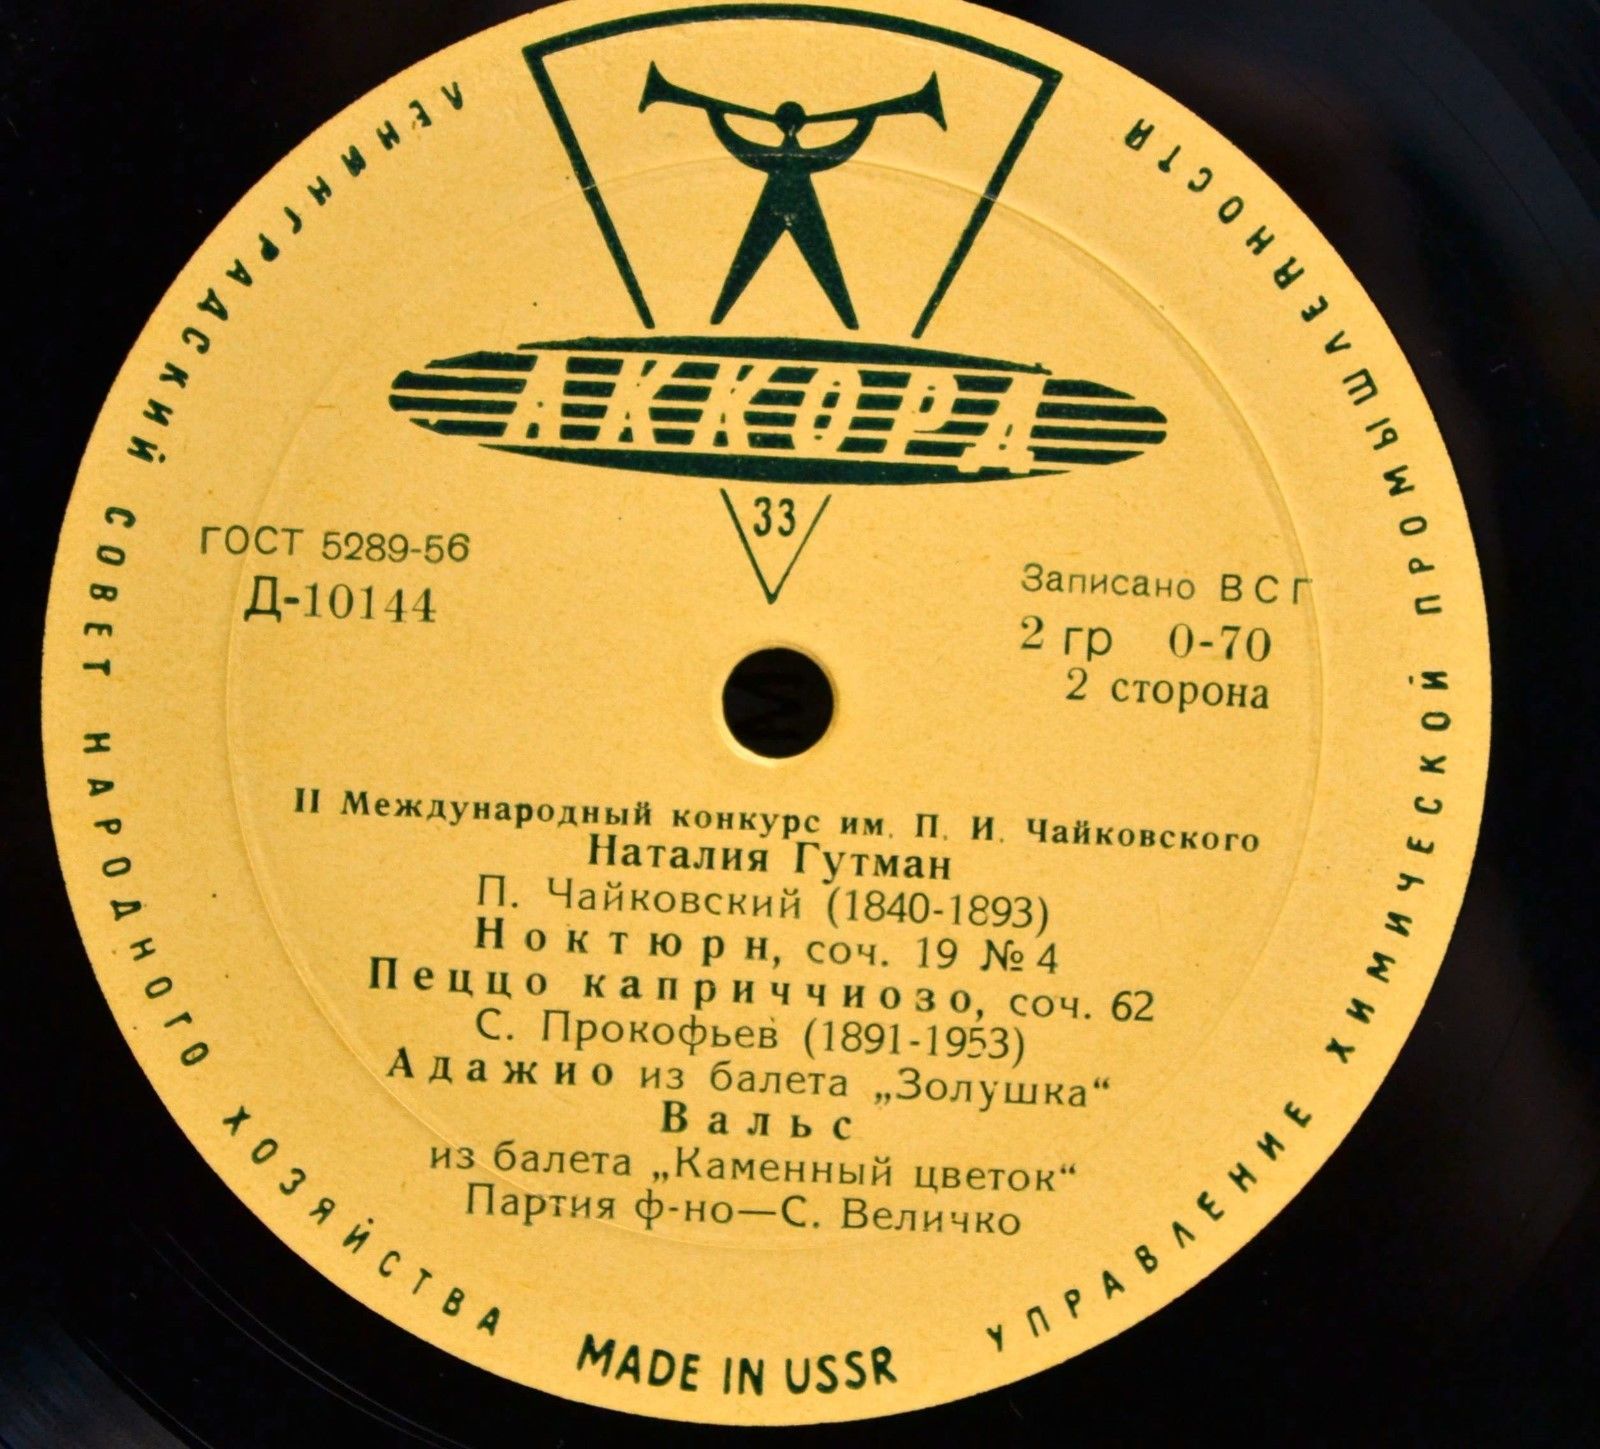 ЛЕНИНГРАДСКИЙ СОВЕТ НАРОДНОГО ХОЗЯЙСТВА
УПРАВЛЕНИЕ ХИМИЧЕСКОЙ ПРОМЫШЛЕННОСТИ
АККОРД
33
ГОСТ 5289-56
Д-10144
Записано ВСГ
2 гр 0-70
2 сторона
II Международный конкурс им. П. И. Чайковского
Наталия Гутман
П. Чайковский (1840-1893)
Ноктюрн, соч. 19 № 4
Пеццо каприччиозо, соч. 62
С. Прокофьев (1891-1953)
Адажио из балета „Золушка“
Вальс
из балета „Каменный цветок“
Партия ф-но—С. Величко
MADE IN USSR